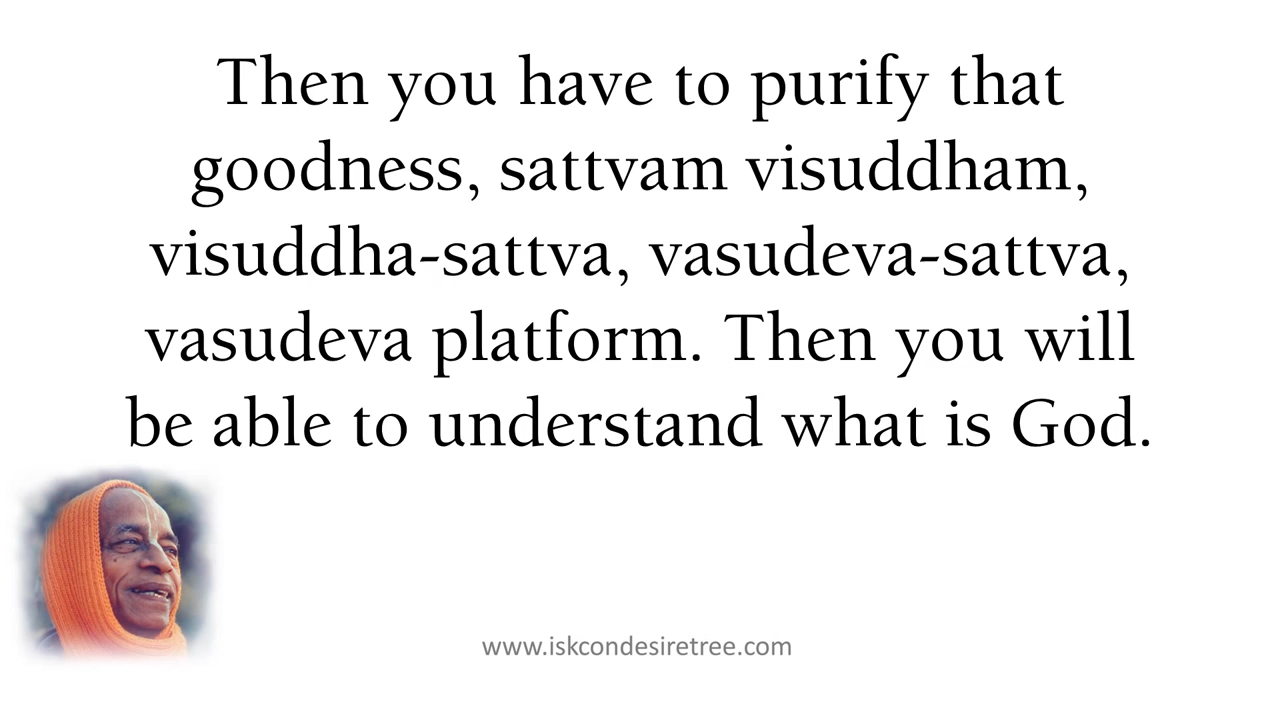 Then you have to purify that
goodness, sattvam visuddham,
visuddha-sattva, vasudeva-sattva,
vasudeva platform. Then you will
be able to understand what is God.
www.iskcondesiretree.com